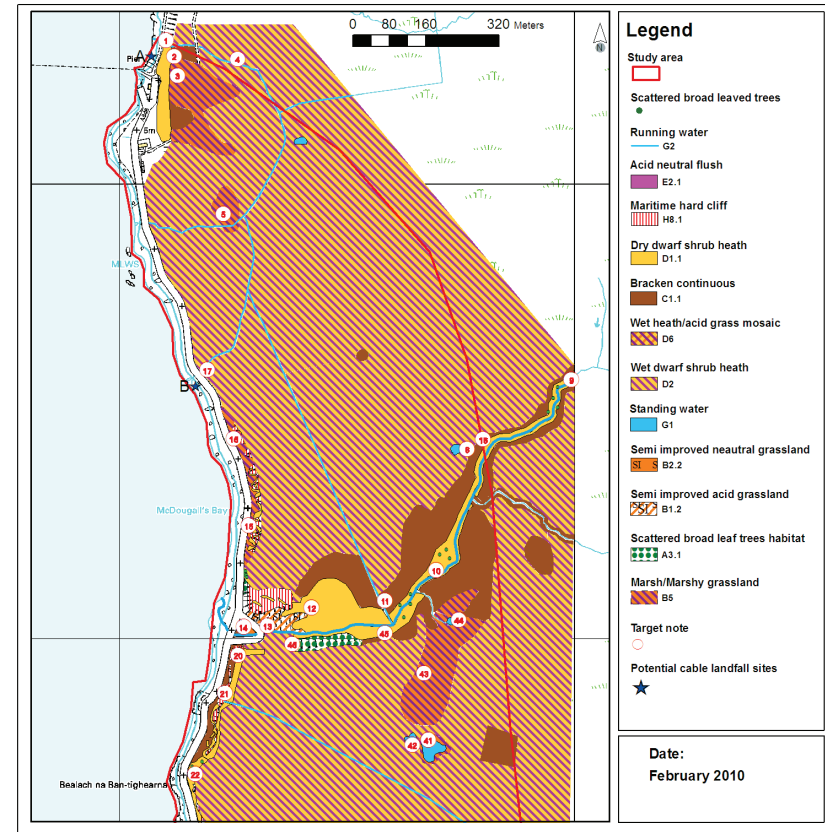 0 80 160 320 Meters
N
1
A
Pier
2
4
3
5m
5
MLWS
17
B
9
16
8
18
McDougall's Bay
15
10
11
12
14
13
44
45
46
20
43
21
42
41
22
Bealach na Ban-tighearna
Legend
Study area
Scattered broad leaved trees
Running water
G2
Acid neutral flush
E2.1
Maritime hard cliff
H8.1
Dry dwarf shrub heath
D1.1
Bracken continuous
C1.1
Wet heath/acid grass mosaic
D6
Wet dwarf shrub heath
D2
Standing water
G1
Semi improved neautral grassland
SI S B2.2
Semi improved acid grassland
SI B1.2
Scattered broad leaf trees habitat
A3.1
Marsh/Marshy grassland
B5
Target note
Potential cable landfall sites
Date:
February 2010